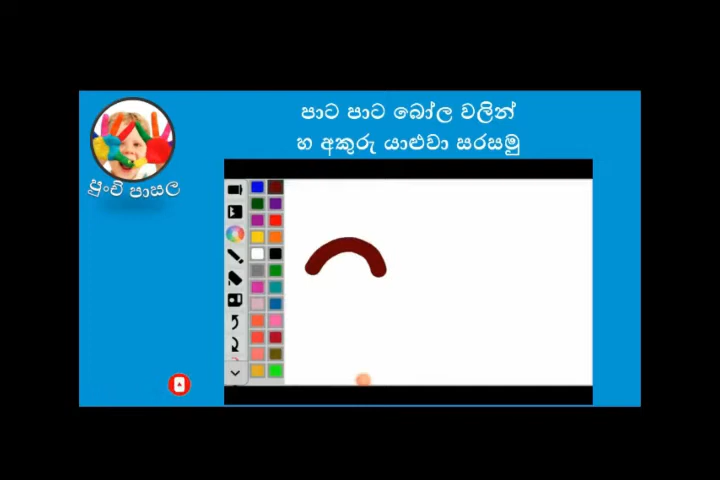 පාට පාට බෝල වලින්
හ අකුරු යාළුවා සරසමු
පුංචි පාසල